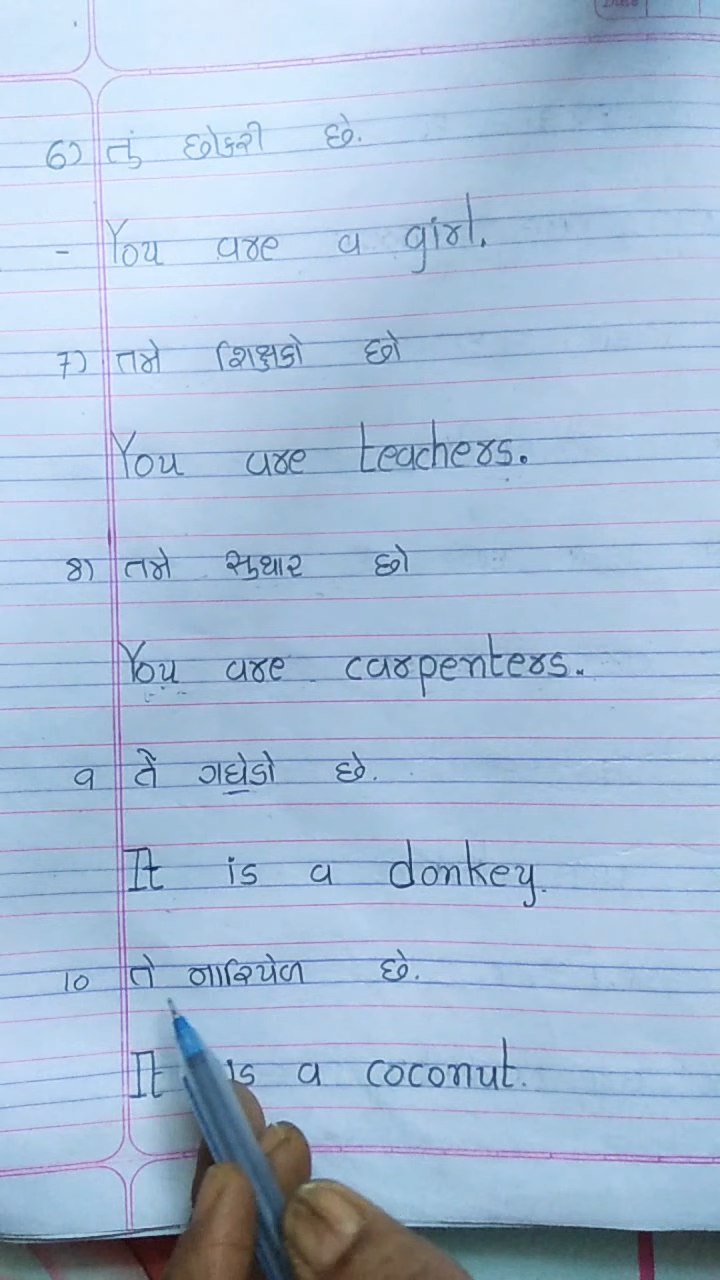 6) તું છોકરી છે.
- You are a girl.
7) તમે શિક્ષકો છો
You are teachers.
8) તમે સુથાર છો
You are carpenters.
9 તે ગધેડો છે.
It is a donkey.
10 તે નારિયેળ છે.
It is a coconut.